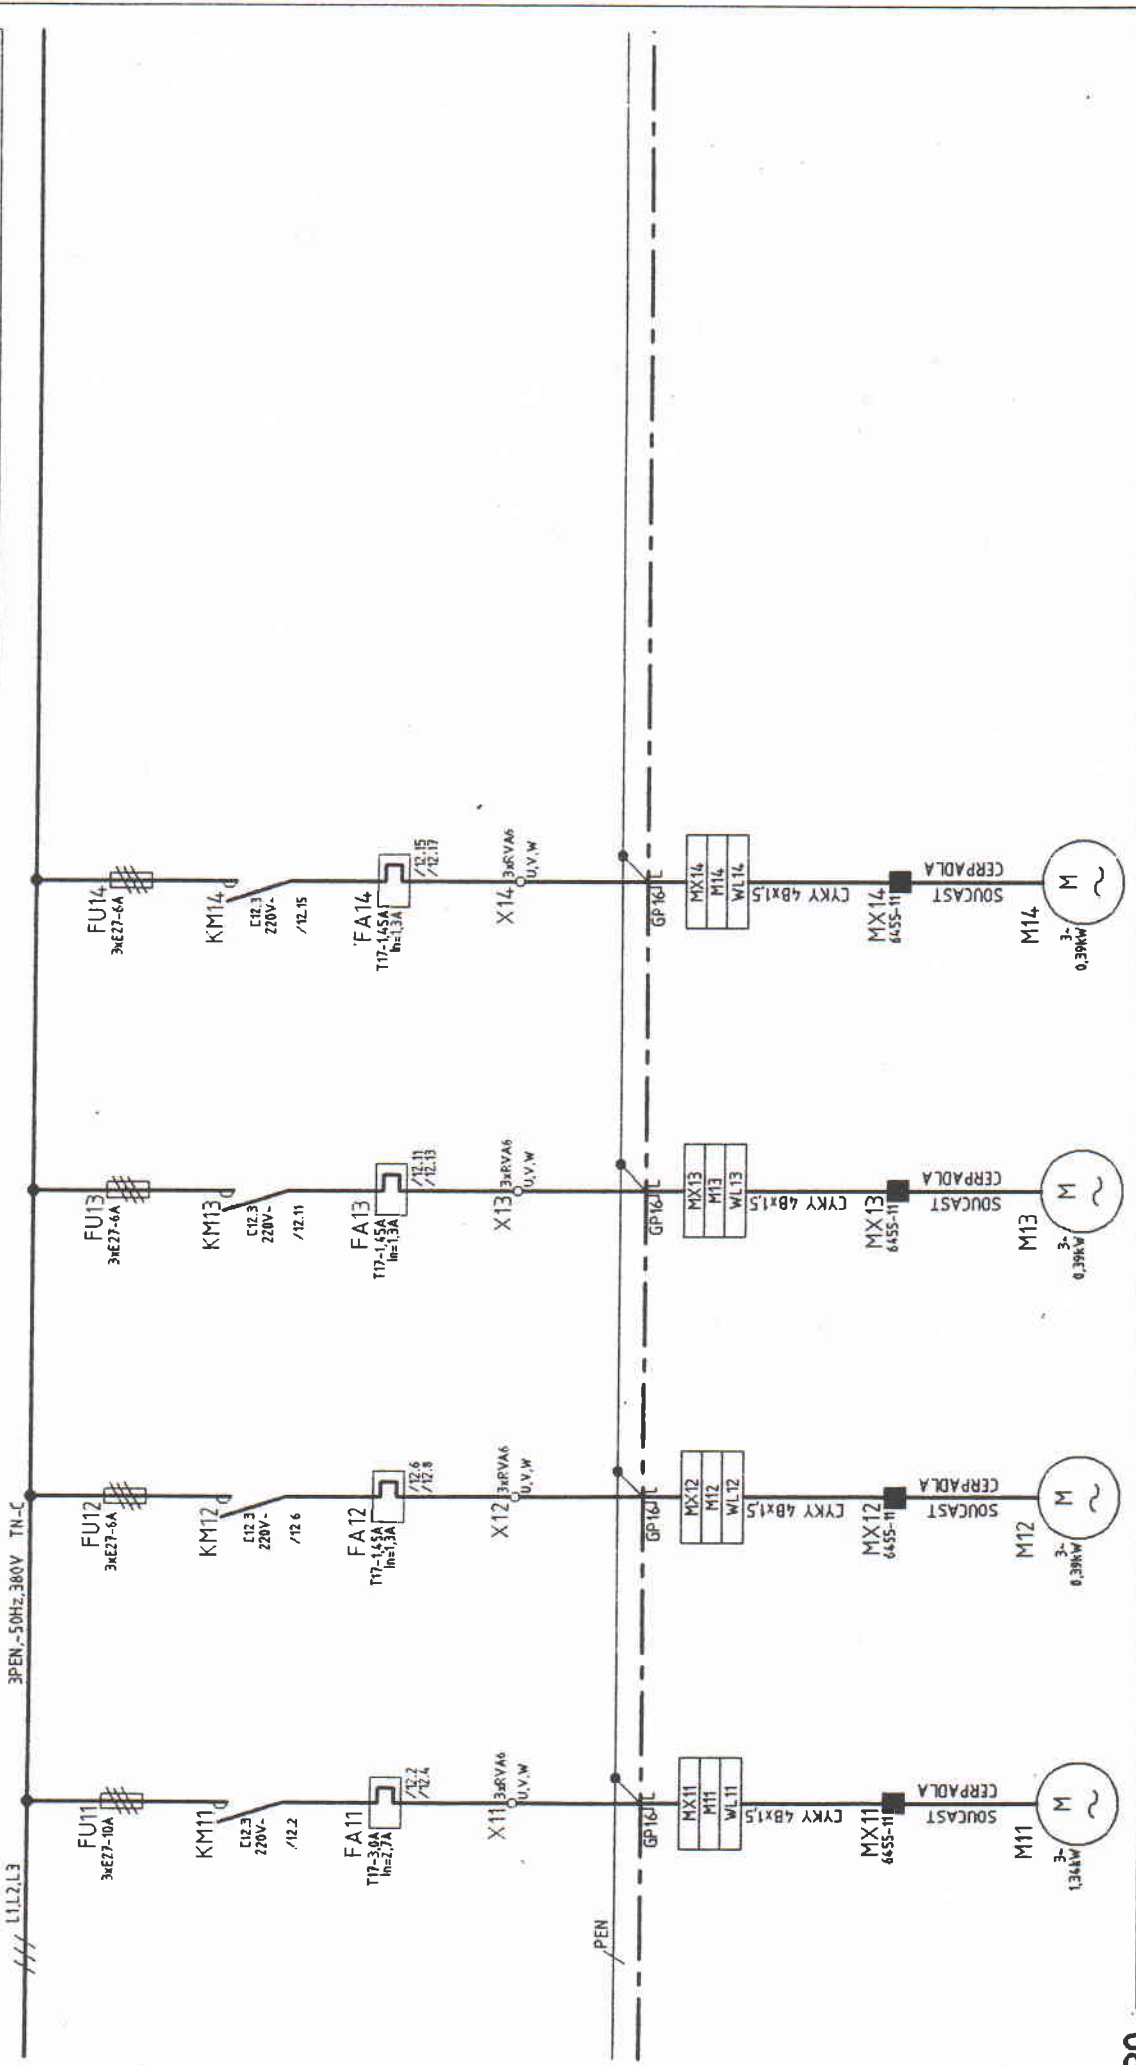 L1,L2,L3
3PEN,~50Hz,380V TN-C
FU11
3xE27-10A
KM11
C12.3
220V~
/12.2
FA11
T17-3,0A
In=2,7A
/12.2
/12.4
X11
3xRVA6
U,V,W
PEN
GP16
MX11
M11
WL11
CYKY 4Bx1,5
MX11
6455-11
SOUCAST
CERPADLA
M11
3~
1,34kW
M
FU12
3xE27-6A
KM12
C12.3
220V~
/12.6
FA12
T17-1,45A
In=1,3A
/12.6
/12.8
X12
3xRVA6
U,V,W
GP16
MX12
M12
WL12
CYKY 4Bx1,5
MX12
6455-11
SOUCAST
CERPADLA
M12
3~
0,39kW
M
FU13
3xE27-6A
KM13
C12.3
220V~
/12.11
FA13
T17-1,45A
In=1,3A
/12.11
/12.13
X13
3xRVA6
U,V,W
GP16
MX13
M13
WL13
CYKY 4Bx1,5
MX13
6455-11
SOUCAST
CERPADLA
M13
3~
0,39kW
M
FU14
3xE27-6A
KM14
C12.3
220V~
/12.15
FA14
T17-1,45A
In=1,3A
/12.15
/12.17
X14
3xRVA6
U,V,W
GP16
MX14
M14
WL14
CYKY 4Bx1,5
MX14
6455-11
SOUCAST
CERPADLA
M14
3~
0,39kW
M